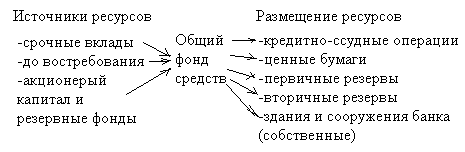 Источники ресурсов
Размещение ресурсов
-срочные вклады
-до востребования
-акционерый
капитал и
резервные фонды
Общий
фонд
средств
-кредитно-ссудные операции
-ценные бумаги
-первичные резервы
-вторичные резервы
-здания и сооружения банка
(собственные)